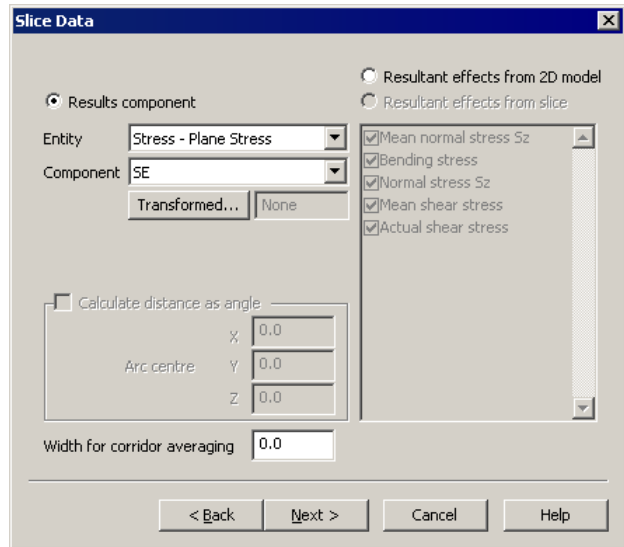 Slice Data
Results component
Resultant effects from 2D model
Resultant effects from slice
Entity Stress - Plane Stress
Component SE
Transformed... None
Mean normal stress Sz
Bending stress
Normal stress Sz
Mean shear stress
Actual shear stress
Calculate distance as angle
X 0.0
Arc centre Y 0.0
Z 0.0
Width for corridor averaging 0.0
< Back Next > Cancel Help